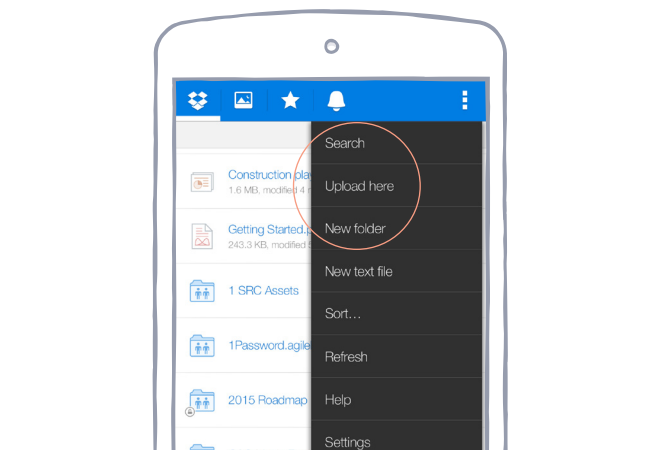 Search
Construction pla
1.6 MB, modified 4
Upload here
Getting Started.
243.3 KB, modified
New folder
New text file
1 SRC Assets
Sort...
1Password.agile
Refresh
2015 Roadmap
Help
Settings